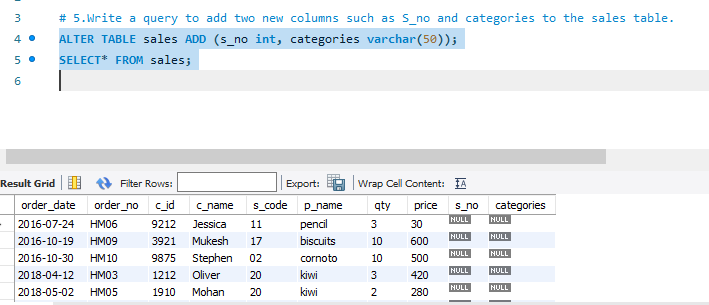 3 # 5.Write a query to add two new columns such as S_no and categories to the sales table.
4 ALTER TABLE sales ADD (s_no int, categories varchar(50));
5 SELECT* FROM sales;
6
Result Grid Filter Rows: Export: Wrap Cell Content:
order_date order_no c_id c_name s_code p_name qty price s_no categories
2016-07-24 HM06 9212 Jessica 11 pencil 3 30 NULL NULL
2016-10-19 HM09 3921 Mukesh 17 biscuits 10 600 NULL NULL
2016-10-30 HM10 9875 Stephen 02 cornoto 10 500 NULL NULL
2018-04-12 HM03 1212 Oliver 20 kiwi 3 420 NULL NULL
2018-05-02 HM05 1910 Mohan 20 kiwi 2 280 NULL NULL